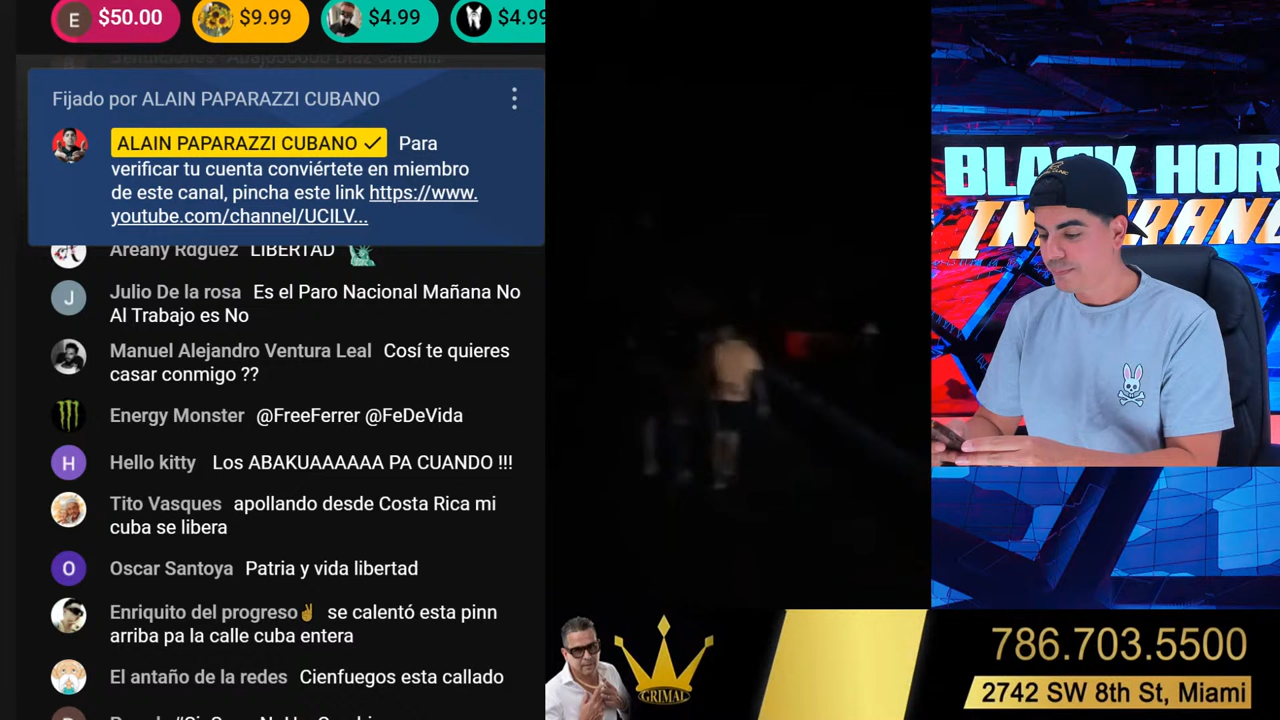 E $50.00 $9.99 $4.99 $4.99
Fijado por ALAIN PAPARAZZI CUBANO
ALAIN PAPARAZZI CUBANO Para
verificar tu cuenta conviértete en miembro
de este canal, pincha este link https://www.
youtube.com/channel/UCILV...
Areany Rdguez LIBERTAD
J Julio De la rosa Es el Paro Nacional Mañana No
Al Trabajo es No
Manuel Alejandro Ventura Leal Cosí te quieres
casar conmigo ??
Energy Monster @FreeFerrer @FeDeVida
H Hello kitty Los ABAKUAAAAAA PA CUANDO !!!
Tito Vasques apollando desde Costa Rica mi
cuba se libera
O Oscar Santoya Patria y vida libertad
Enriquito del progreso✌ se calentó esta pinn
arriba pa la calle cuba entera
El antaño de la redes Cienfuegos esta callado
BLACK HOR
GRIMAL
786.703.5500
2742 SW 8th St, Miami